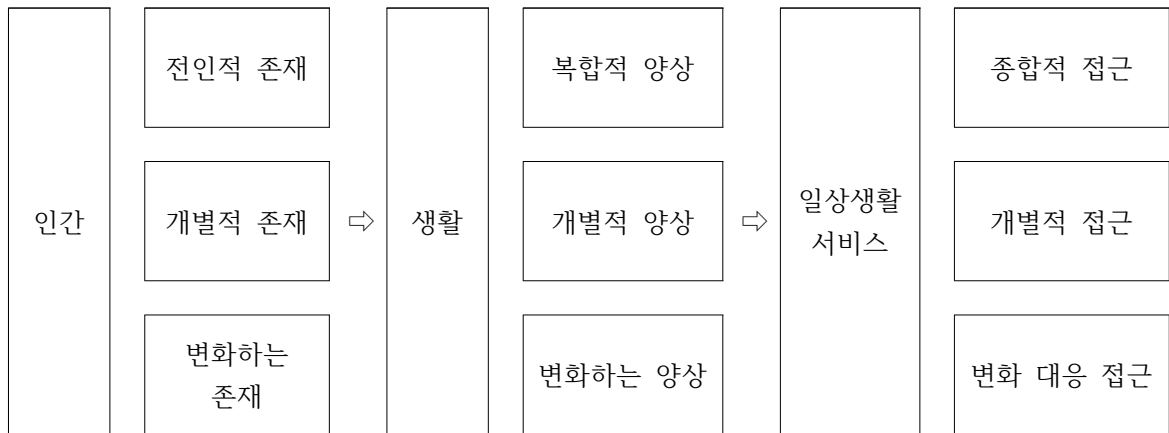 전인적 존재
복합적 양상
종합적 접근
인간
개별적 존재
⇨
생활
개별적 양상
⇨
일상생활
서비스
개별적 접근
변화하는
존재
변화하는 양상
변화 대응 접근